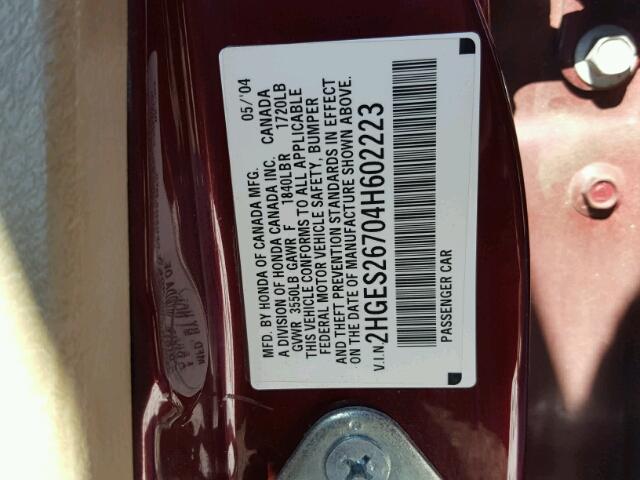 MFD. BY HONDA OF CANADA MFG. 05/'04
A DIVISION OF HONDA CANADA INC. CANADA
GVWR 3550LB GAWR F 1840LBR 1720LB
THIS VEHICLE CONFORMS TO ALL APPLICABLE
FEDERAL MOTOR VEHICLE SAFETY, BUMPER
AND THEFT PREVENTION STANDARDS IN EFFECT
ON THE DATE OF MANUFACTURE SHOWN ABOVE.
V.I.N. 2HGES26704H602223
PASSENGER CAR